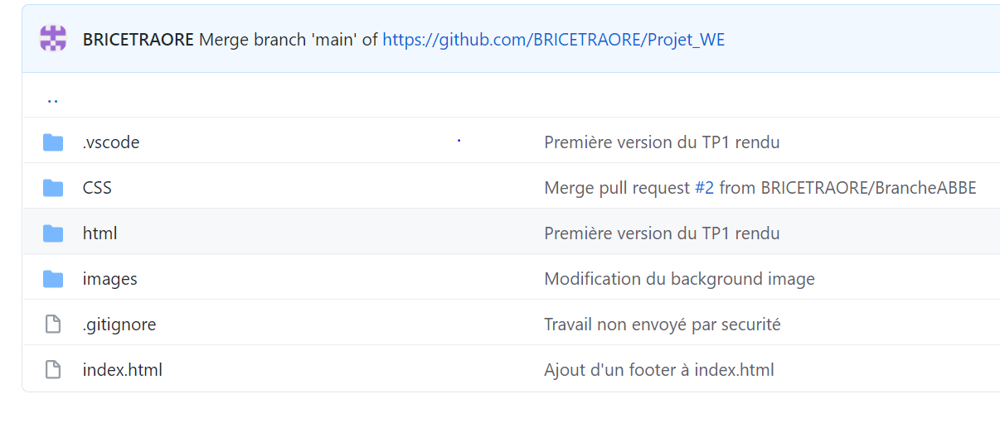 BRICETRAORE Merge branch 'main' of https://github.com/BRICETRAORE/Projet_WE
..
.vscode Première version du TP1 rendu
CSS Merge pull request #2 from BRICETRAORE/BrancheABBE
html Première version du TP1 rendu
images Modification du background image
.gitignore Travail non envoyé par securité
index.html Ajout d'un footer à index.html